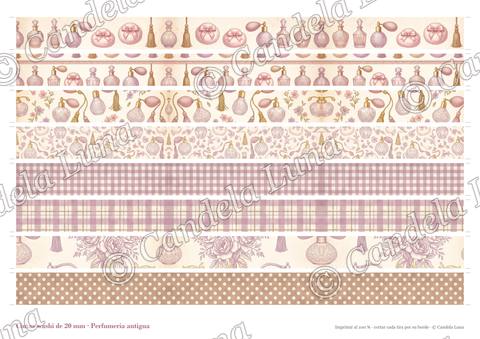 © Candela Luna
© Candela Luna
© Candela Luna
© Candela Luna
washi de 20 mm · Perfumería antigua
Imprimir al 100 % · cortar cada tira por su borde · © Candela Luna